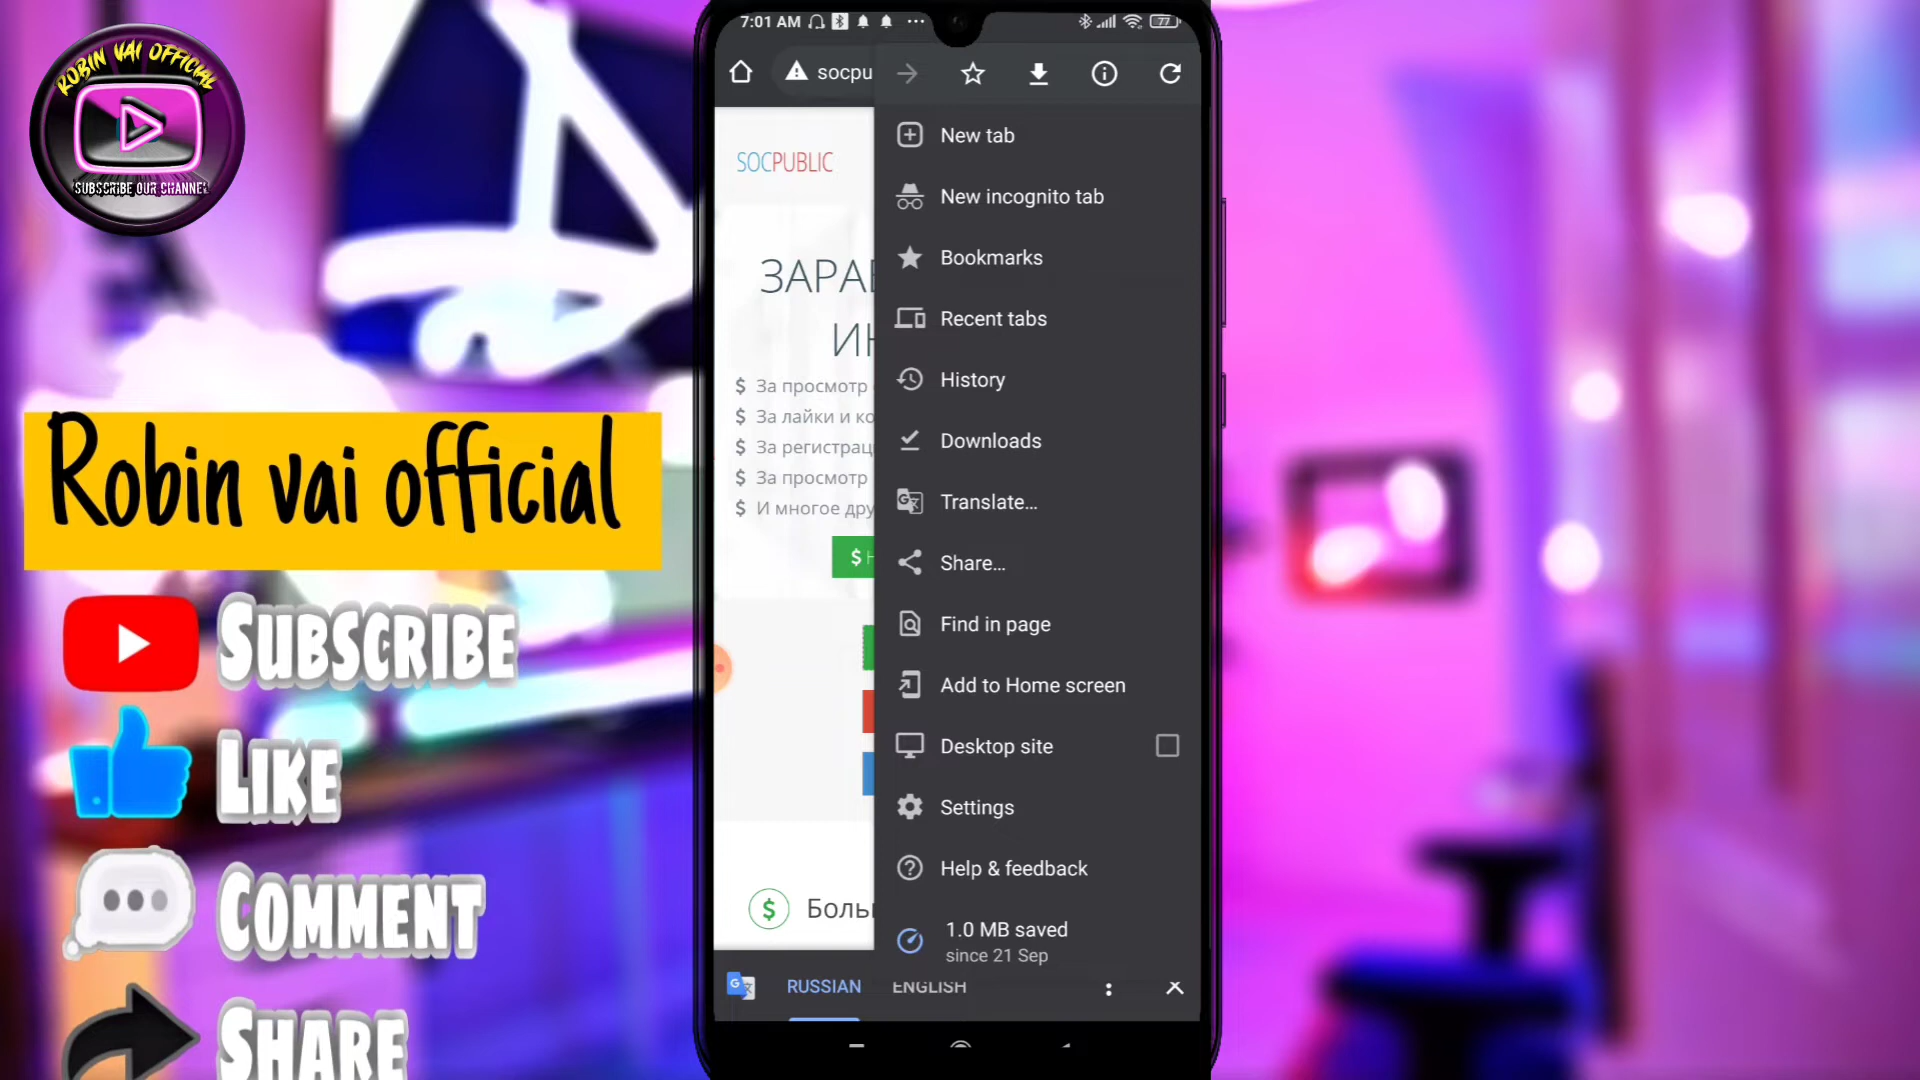 ROBIN VAI OFFICIAL
SUBSCRIBE OUR CHANNEL
Robin vai official
SUBSCRIBE
LIKE
COMMENT
SHARE
7:01 AM
77
socpu
SOCPUBLIC
ЗАРАБ
ИН
$ За просмотр
$ За лайки и ко
$ За регистрац
$ За просмотр
$ И многое дру
$ Н
$ Боль
New tab
New incognito tab
Bookmarks
Recent tabs
History
Downloads
Translate...
Share...
Find in page
Add to Home screen
Desktop site
Settings
Help & feedback
1.0 MB saved
since 21 Sep
RUSSIAN ENGLISH